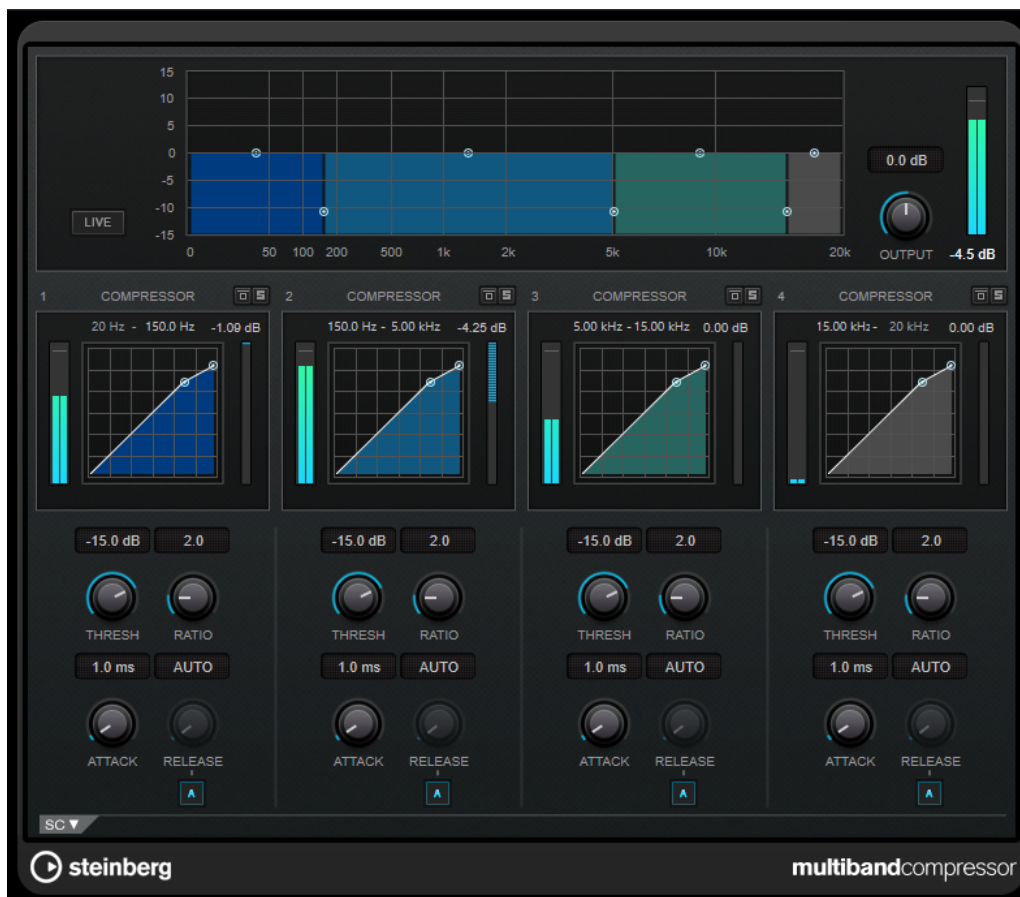 15
10
5
0
-5
-10
-15
0 50 100 200 500 1k 2k 5k 10k 20k
LIVE
0.0 dB
OUTPUT -4.5 dB
1 COMPRESSOR S 2 COMPRESSOR S 3 COMPRESSOR S 4 COMPRESSOR S
20 Hz - 150.0 Hz -1.09 dB 150.0 Hz - 5.00 kHz -4.25 dB 5.00 kHz - 15.00 kHz 0.00 dB 15.00 kHz - 20 kHz 0.00 dB
-15.0 dB 2.0 -15.0 dB 2.0 -15.0 dB 2.0 -15.0 dB 2.0
THRESH RATIO THRESH RATIO THRESH RATIO THRESH RATIO
1.0 ms AUTO 1.0 ms AUTO 1.0 ms AUTO 1.0 ms AUTO
ATTACK RELEASE ATTACK RELEASE ATTACK RELEASE ATTACK RELEASE
A A A A
SC ▼
steinberg multibandcompressor